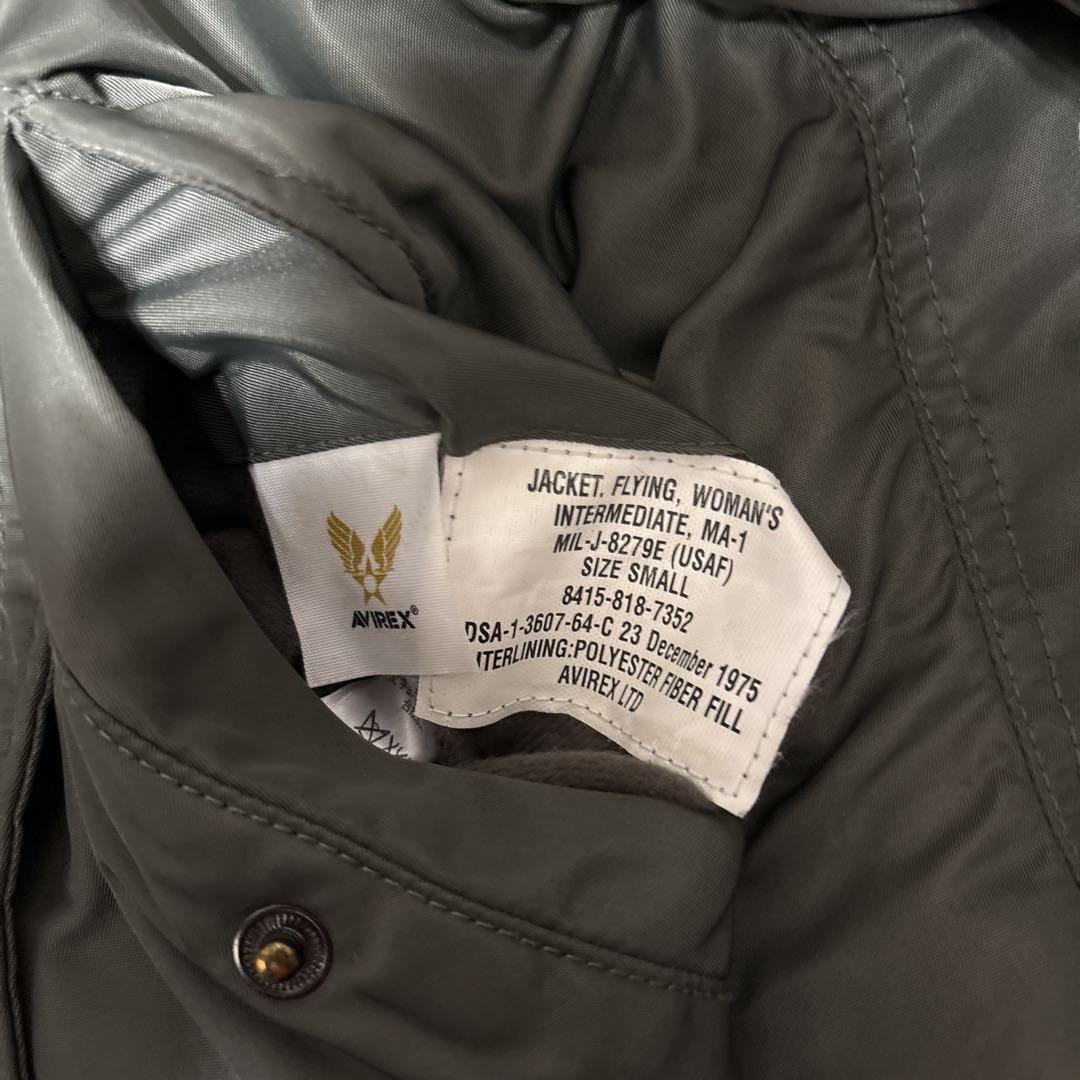 AVIREX®
JACKET, FLYING, WOMAN'S
INTERMEDIATE, MA-1
MIL-J-8279E (USAF)
SIZE SMALL
8415-818-7352
DSA-1-3607-64-C 23 December 1975
NTERLINING:POLYESTER FIBER FILL
AVIREX LTD